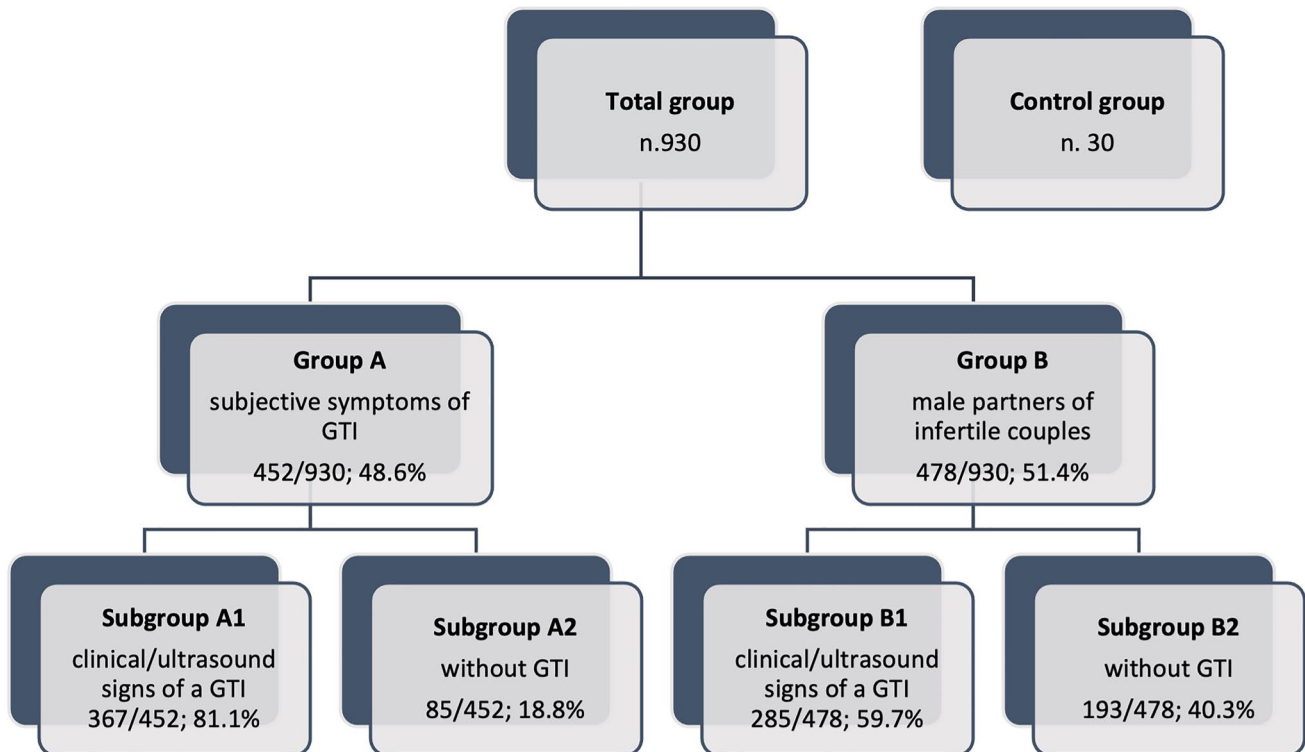 Total group
n.930
Control group
n. 30
Group A
subjective symptoms of
GTI
452/930; 48.6%
Group B
male partners of
infertile couples
478/930; 51.4%
Subgroup A1
clinical/ultrasound
signs of a GTI
367/452; 81.1%
Subgroup A2
without GTI
85/452; 18.8%
Subgroup B1
clinical/ultrasound
signs of a GTI
285/478; 59.7%
Subgroup B2
without GTI
193/478; 40.3%